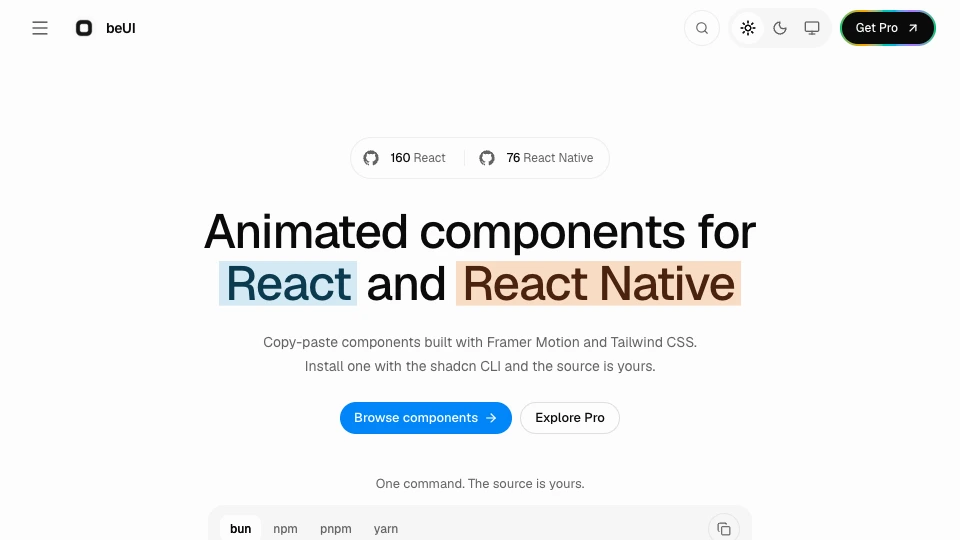 beUI
Get Pro
160 React
76 React Native
Animated components for
React and React Native
Copy-paste components built with Framer Motion and Tailwind CSS.
Install one with the shadcn CLI and the source is yours.
Browse components
Explore Pro
One command. The source is yours.
bun npm pnpm yarn